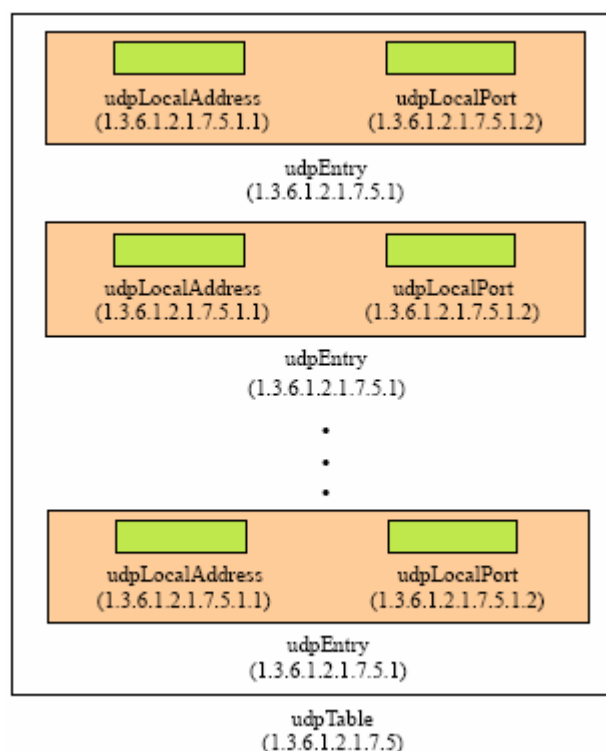 udpLocalAddress udpLocalPort
(1.3.6.1.2.1.7.5.1.1) (1.3.6.1.2.1.7.5.1.2)
udpEntry
(1.3.6.1.2.1.7.5.1)
udpLocalAddress udpLocalPort
(1.3.6.1.2.1.7.5.1.1) (1.3.6.1.2.1.7.5.1.2)
udpEntry
(1.3.6.1.2.1.7.5.1)
udpLocalAddress udpLocalPort
(1.3.6.1.2.1.7.5.1.1) (1.3.6.1.2.1.7.5.1.2)
udpEntry
(1.3.6.1.2.1.7.5.1)
udpTable
(1.3.6.1.2.1.7.5)